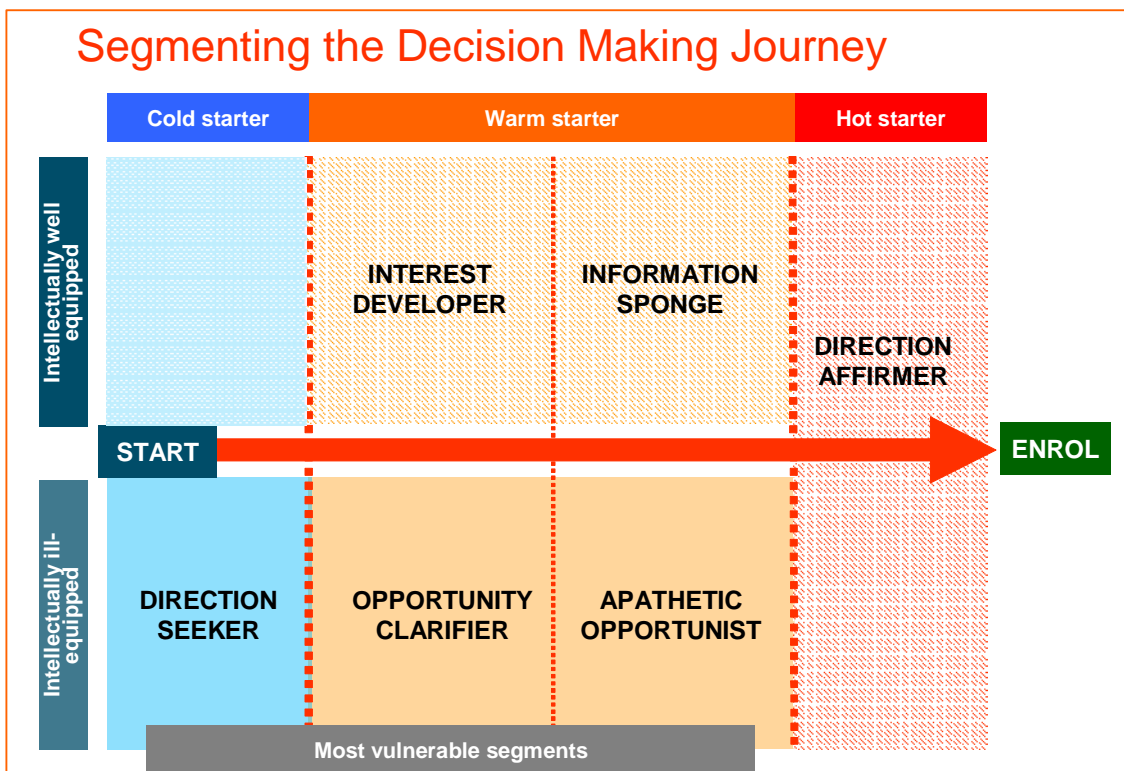 Segmenting the Decision Making Journey
Cold starter
Warm starter
Hot starter
Intellectually well
equipped
INTEREST
DEVELOPER
INFORMATION
SPONGE
DIRECTION
AFFIRMER
START
ENROL
Intellectually ill-
equipped
DIRECTION
SEEKER
OPPORTUNITY
CLARIFIER
APATHETIC
OPPORTUNIST
Most vulnerable segments